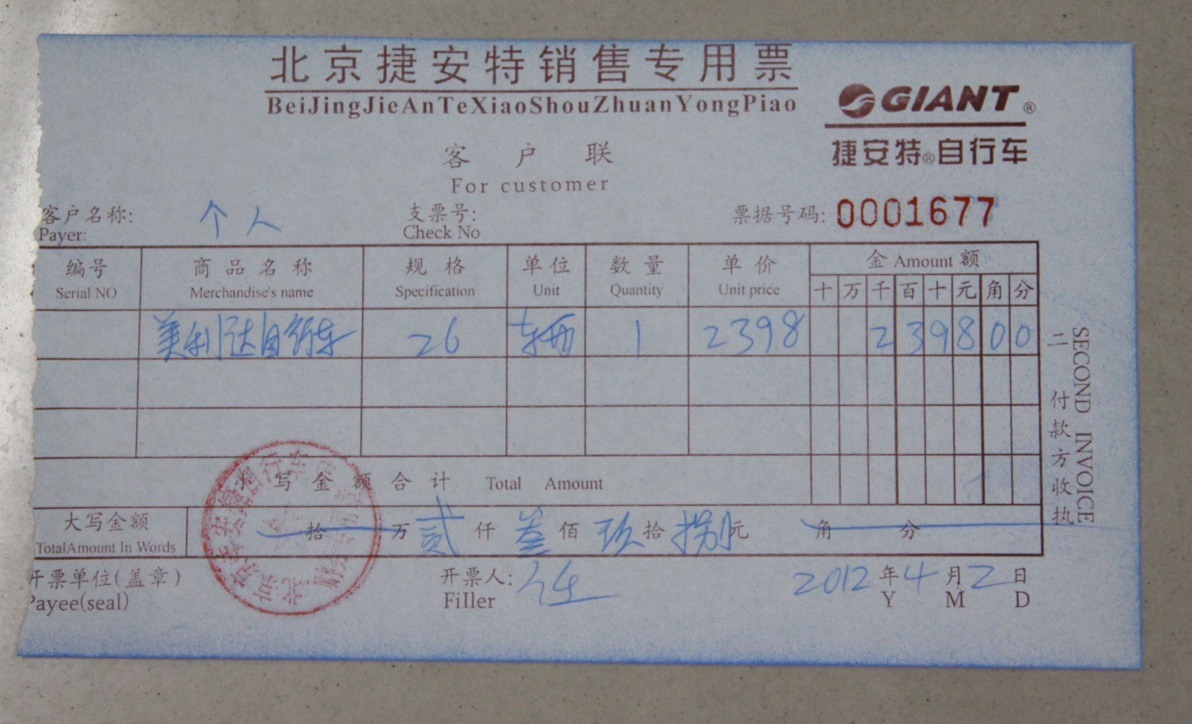 北京捷安特销售专用票
BeiJingJieAnTeXiaoShouZhuanYongPiao
GIANT®
捷安特®自行车
客户联
For customer
客户名称: 个人 支票号: 票据号码: 0001677
Payer: Check No
编号 商品名称 规格 单位 数量 单价 金 Amount 额
Serial NO Merchandise's name Specification Unit Quantity Unit price 十 万 千 百 十 元 角 分
美利达自行车 26 车辆 1 2398 2 3 9 8 0 0
写金额合计 Total Amount
大写金额 拾 万 贰 仟 叁 佰 玖 拾 捌 元 角 分
TotalAmount In Words
开票单位(盖章) 开票人: 2012 年 4 月 2 日
Payee(seal) Filler Y M D
二 付款方收执
SECOND INVOICE